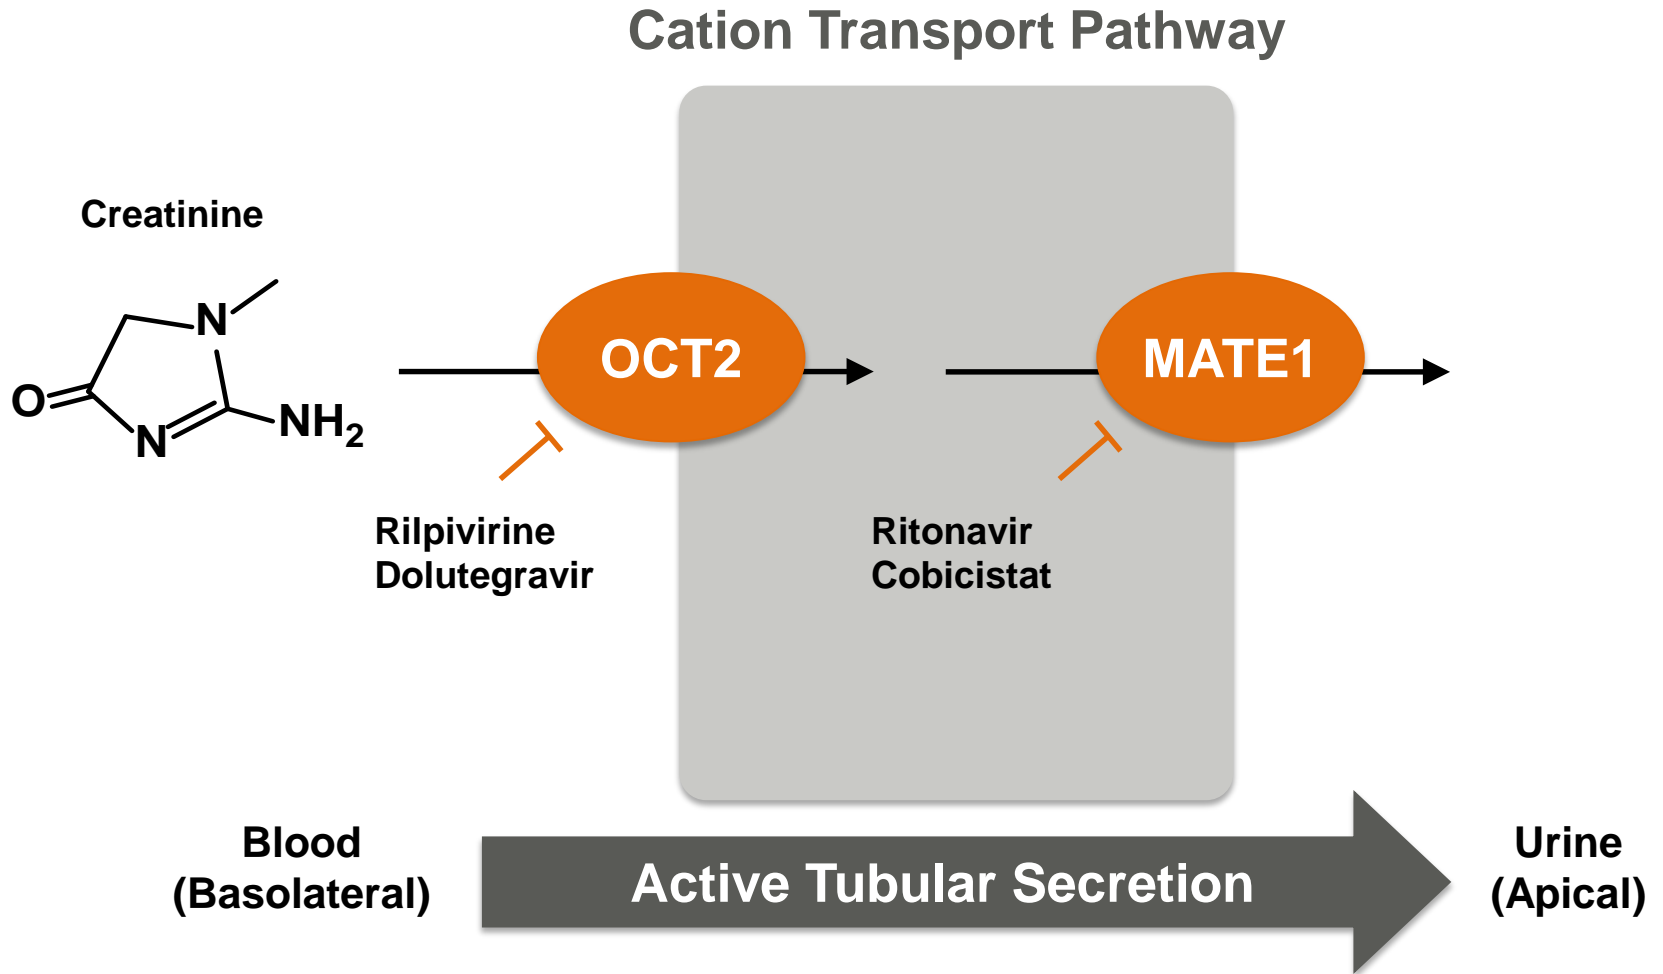 Cation Transport Pathway
Creatinine
N
O
N
NH2
OCT2
MATE1
Rilpivirine
Dolutegravir
Ritonavir
Cobicistat
Blood
(Basolateral)
Active Tubular Secretion
Urine
(Apical)